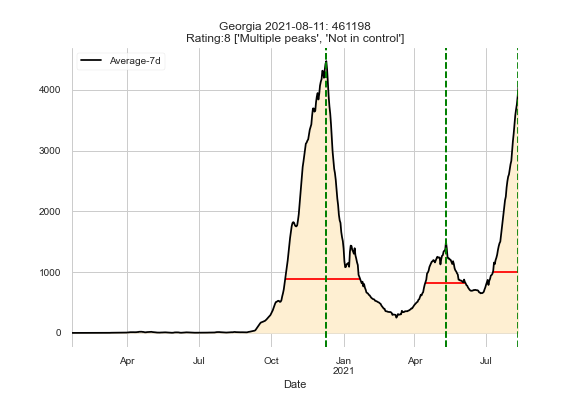 Georgia 2021-08-11: 461198
Rating:8 ['Multiple peaks', 'Not in control']
Average-7d
4000
3000
2000
1000
0
Apr Jul Oct Jan Apr Jul
2021
Date